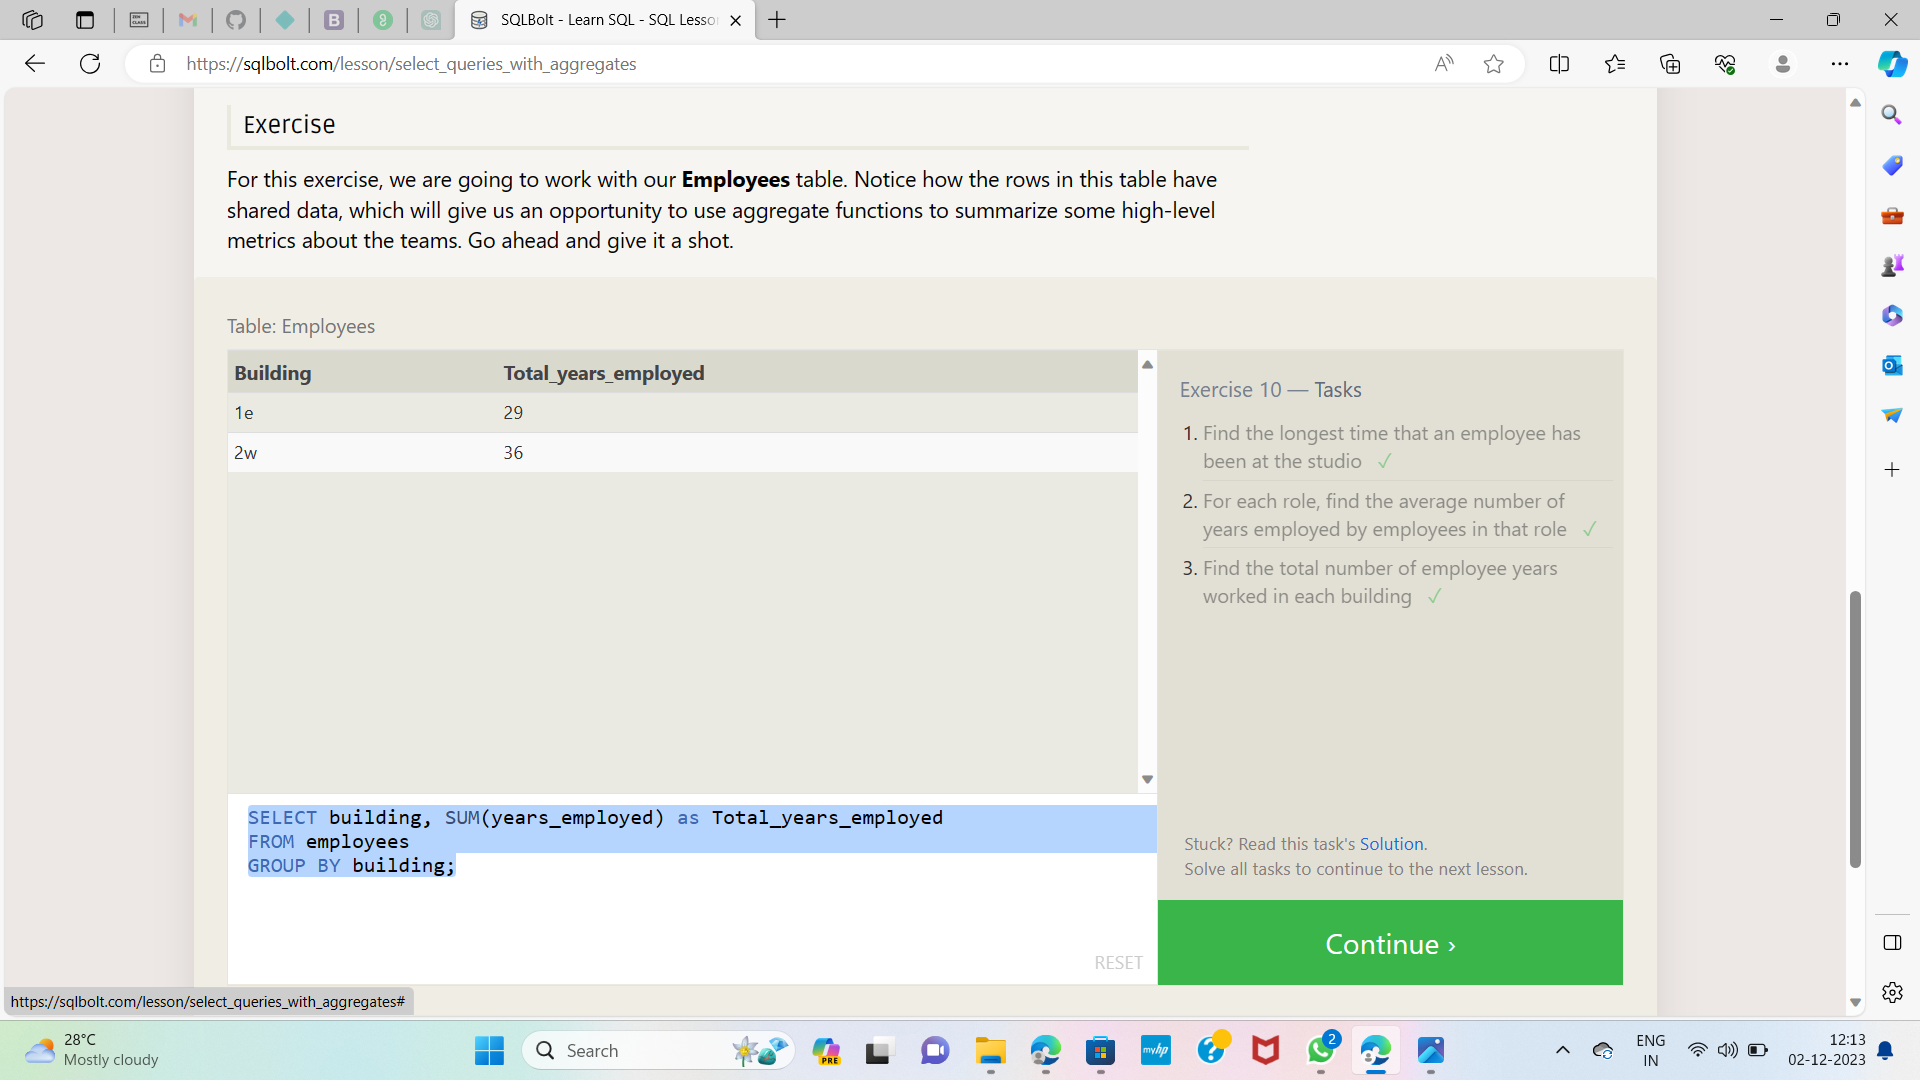 SQLBolt - Learn SQL - SQL Lesso
https://sqlbolt.com/lesson/select_queries_with_aggregates
Exercise
For this exercise, we are going to work with our Employees table. Notice how the rows in this table have
shared data, which will give us an opportunity to use aggregate functions to summarize some high-level
metrics about the teams. Go ahead and give it a shot.
Table: Employees
Building Total_years_employed
1e 29
2w 36
SELECT building, SUM(years_employed) as Total_years_employed
FROM employees
GROUP BY building;
RESET
Exercise 10 — Tasks
1. Find the longest time that an employee has
been at the studio ✓
2. For each role, find the average number of
years employed by employees in that role ✓
3. Find the total number of employee years
worked in each building ✓
Stuck? Read this task's Solution.
Solve all tasks to continue to the next lesson.
Continue ›
https://sqlbolt.com/lesson/select_queries_with_aggregates#
28°C
Mostly cloudy
Search
PRE
myhp
2
ENG
IN
12:13
02-12-2023